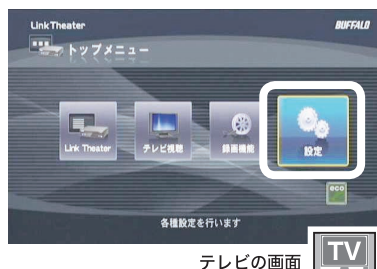 LinkTheater
BUFFALO
トップメニュー
Link Theater
テレビ視聴
録画機能
設定
eco
各種設定を行います
テレビの画面
TV